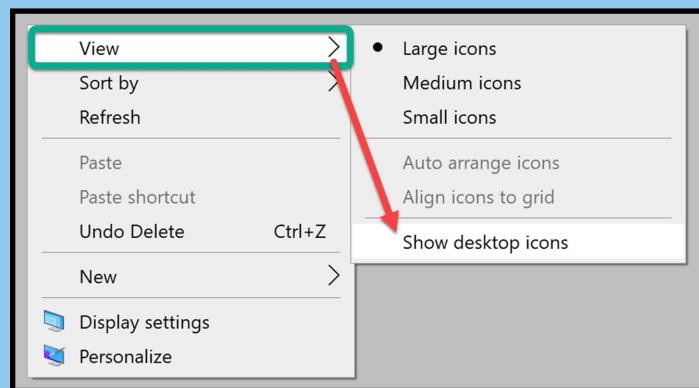 View
Sort by
Refresh
Paste
Paste shortcut
Undo Delete Ctrl+Z
New
Display settings
Personalize
Large icons
Medium icons
Small icons
Auto arrange icons
Align icons to grid
Show desktop icons